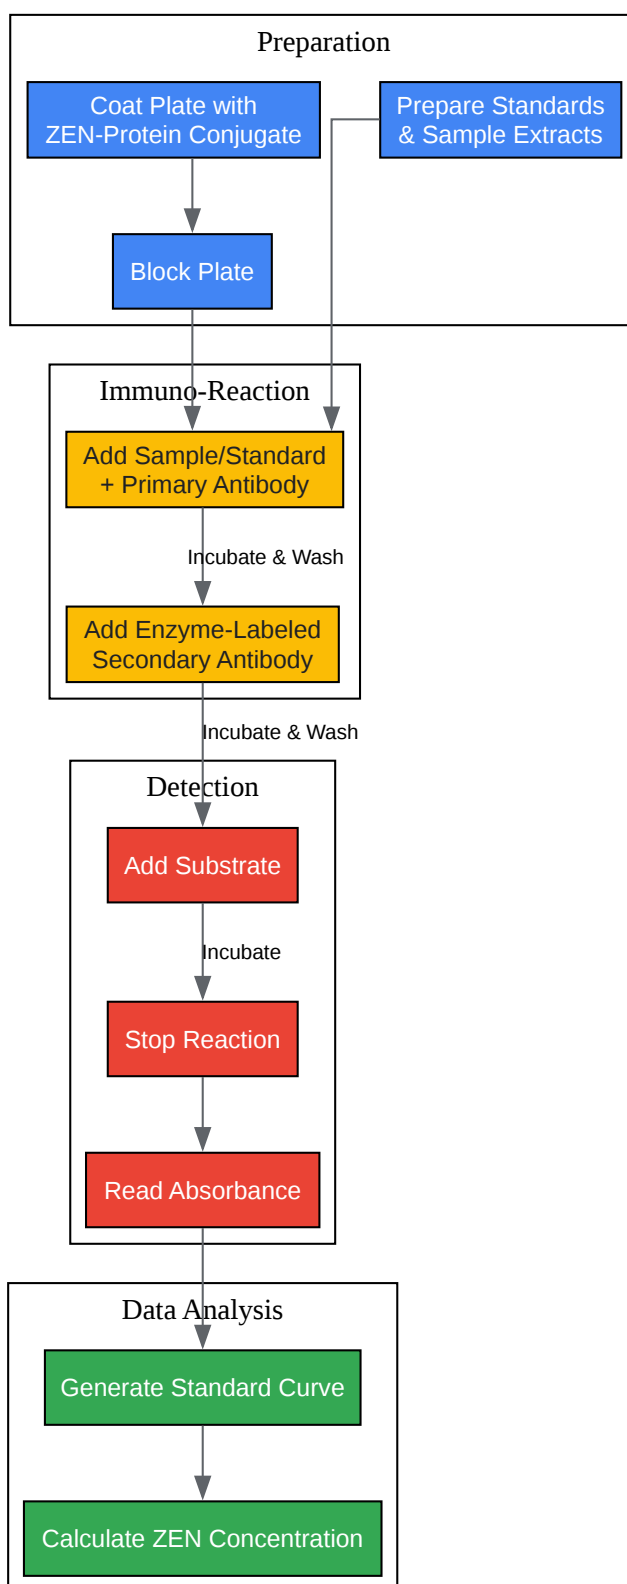 Preparation
Coat Plate with
ZEN-Protein Conjugate
Prepare Standards
& Sample Extracts
Block Plate
Immuno-Reaction
Add Sample/Standard
+ Primary Antibody
Incubate & Wash
Add Enzyme-Labeled
Secondary Antibody
Incubate & Wash
Detection
Add Substrate
Incubate
Stop Reaction
Read Absorbance
Data Analysis
Generate Standard Curve
Calculate ZEN Concentration